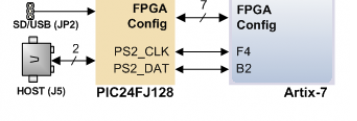 7
FPGA
Config
FPGA
Config
SD/USB (JP2)
2
PS2_CLK
F4
PS2_DAT
B2
HOST (J5)
PIC24FJ128
Artix-7